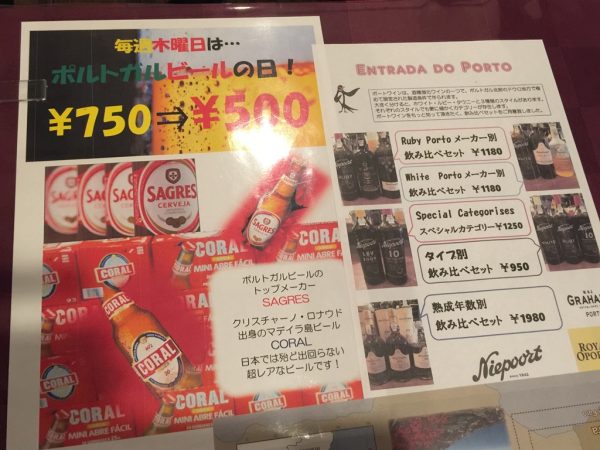 毎週木曜日は…
ポルトガルビールの日！
¥750⇒¥500
SAGRES
CERVEJA
SAGRES
CORAL
CORAL
MINI ABRE FÁCIL
CORAL
CORAL
CORAL
MINI ABRE FÁCIL
ポルトガルビールの
トップメーカー
SAGRES
クリスチャーノ・ロナウド
出身のマデイラ島ビール
CORAL
日本では殆ど出回らない
超レアなビールです！
ENTRADA DO PORTO
Ruby Porto メーカー別
飲み比べセット ¥1180
White Porto メーカー別
飲み比べセット ¥1180
Special Categorises
スペシャルカテゴリー¥1250
タイプ別
飲み比べセット ¥950
熟成年数別
飲み比べセット ¥1980
Niepoort
W & J
GRAHA
PORT
ROY
OPOR